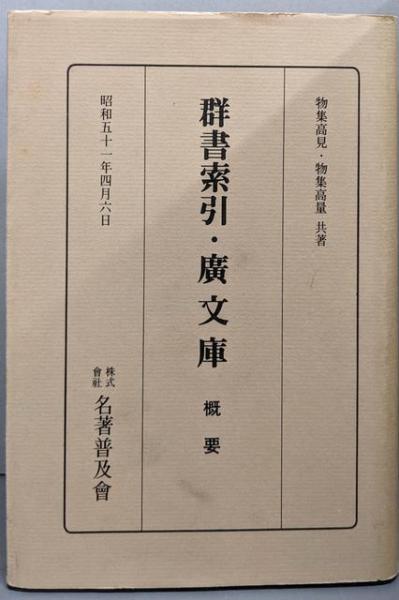 物集高見・物集高量 共著
群書索引・廣文庫 概要
昭和五十一年四月六日
株式會社 名著普及會